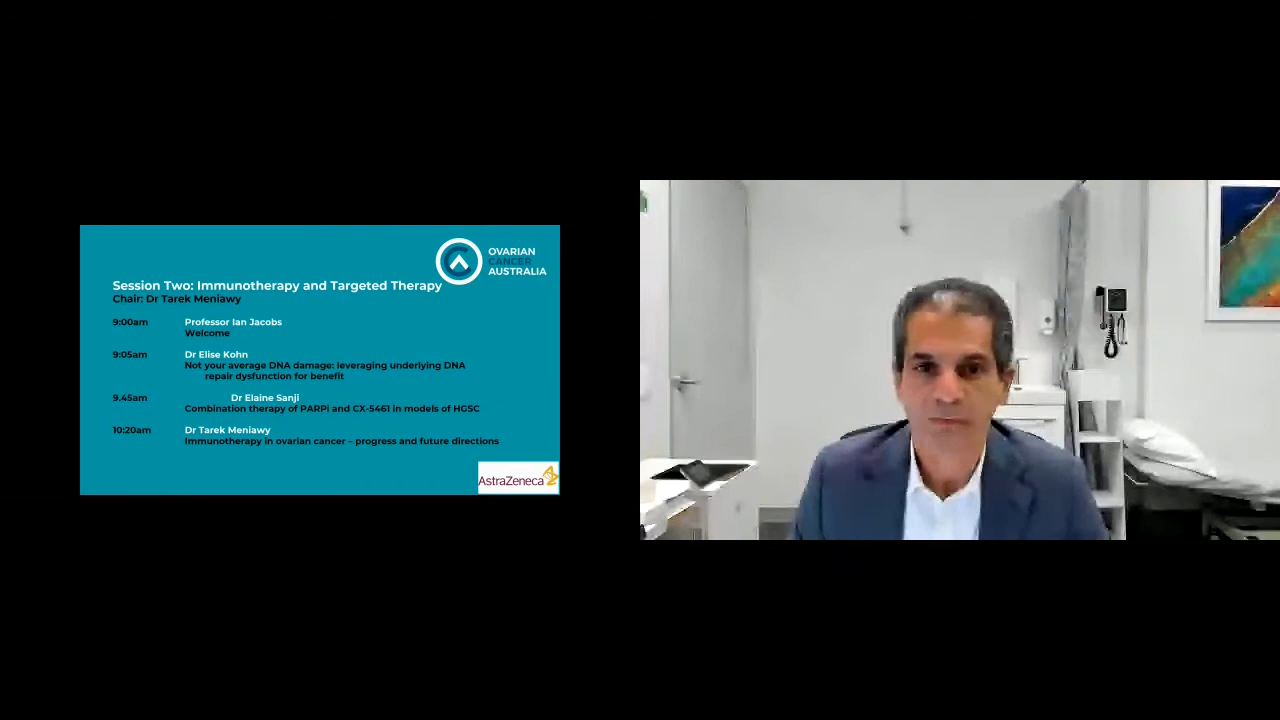 OVARIAN
CANCER
AUSTRALIA
Session Two: Immunotherapy and Targeted Therapy
Chair: Dr Tarek Meniawy
9:00am Professor Ian Jacobs
Welcome
9:05am Dr Elise Kohn
Not your average DNA damage: leveraging underlying DNA
repair dysfunction for benefit
9.45am Dr Elaine Sanji
Combination therapy of PARPi and CX-5461 in models of HGSC
10:20am Dr Tarek Meniawy
Immunotherapy in ovarian cancer – progress and future directions
AstraZeneca